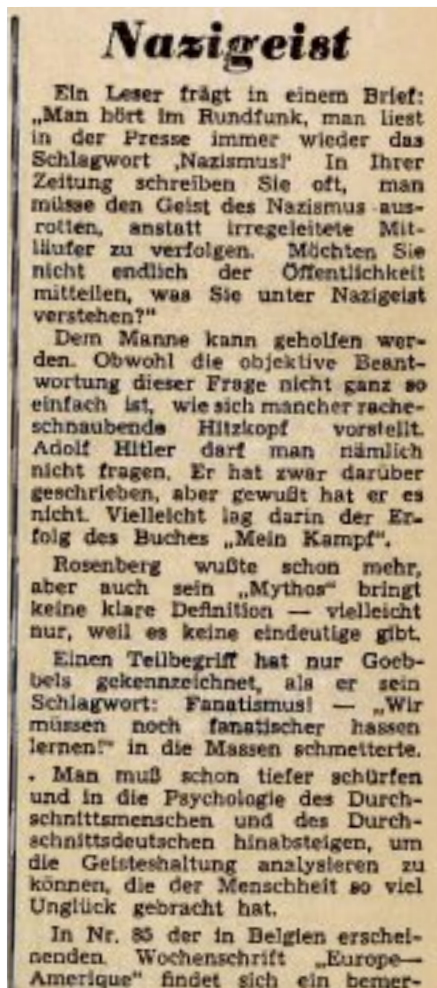 Nazigeist
Ein Leser frägt in einem Brief:
„Man hört im Rundfunk, man liest
in der Presse immer wieder das
Schlagwort ‚Nazismus!‘ In Ihrer
Zeitung schreiben Sie oft, man
müsse den Geist des Nazismus aus-
rotten, anstatt irregeleitete Mit-
läufer zu verfolgen. Möchten Sie
nicht endlich der Öffentlichkeit
mitteilen, was Sie unter Nazigeist
verstehen?“
Dem Manne kann geholfen wer-
den. Obwohl die objektive Beant-
wortung dieser Frage nicht ganz so
einfach ist, wie sich mancher rache-
schnaubende Hitzkopf vorstellt.
Adolf Hitler darf man nämlich
nicht fragen. Er hat zwar darüber
geschrieben, aber gewußt hat er es
nicht. Vielleicht lag darin der Er-
folg des Buches „Mein Kampf“.
Rosenberg wußte schon mehr,
aber auch sein „Mythos“ bringt
keine klare Definition — vielleicht
nur, weil es keine eindeutige gibt.
Einen Teilbegriff hat nur Goeb-
bels gekennzeichnet, als er sein
Schlagwort: Fanatismus! — „Wir
müssen noch fanatischer hassen
lernen!“ in die Massen schmetterte.
. Man muß schon tiefer schürfen
und in die Psychologie des Durch-
schnittsmenschen und des Durch-
schnittsdeutschen hinabsteigen, um
die Geisteshaltung analysieren zu
können, die der Menschheit so viel
Unglück gebracht hat.
In Nr. 85 der in Belgien erschei-
nenden Wochenschrift „Europe—
Amerique“ findet sich ein bemer-